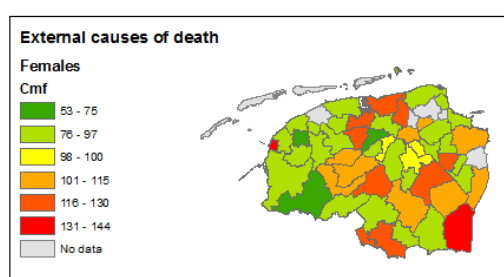 External causes of death
Females
Cmf
53 - 75
76 - 97
98 - 100
101 - 115
116 - 130
131 - 144
No data